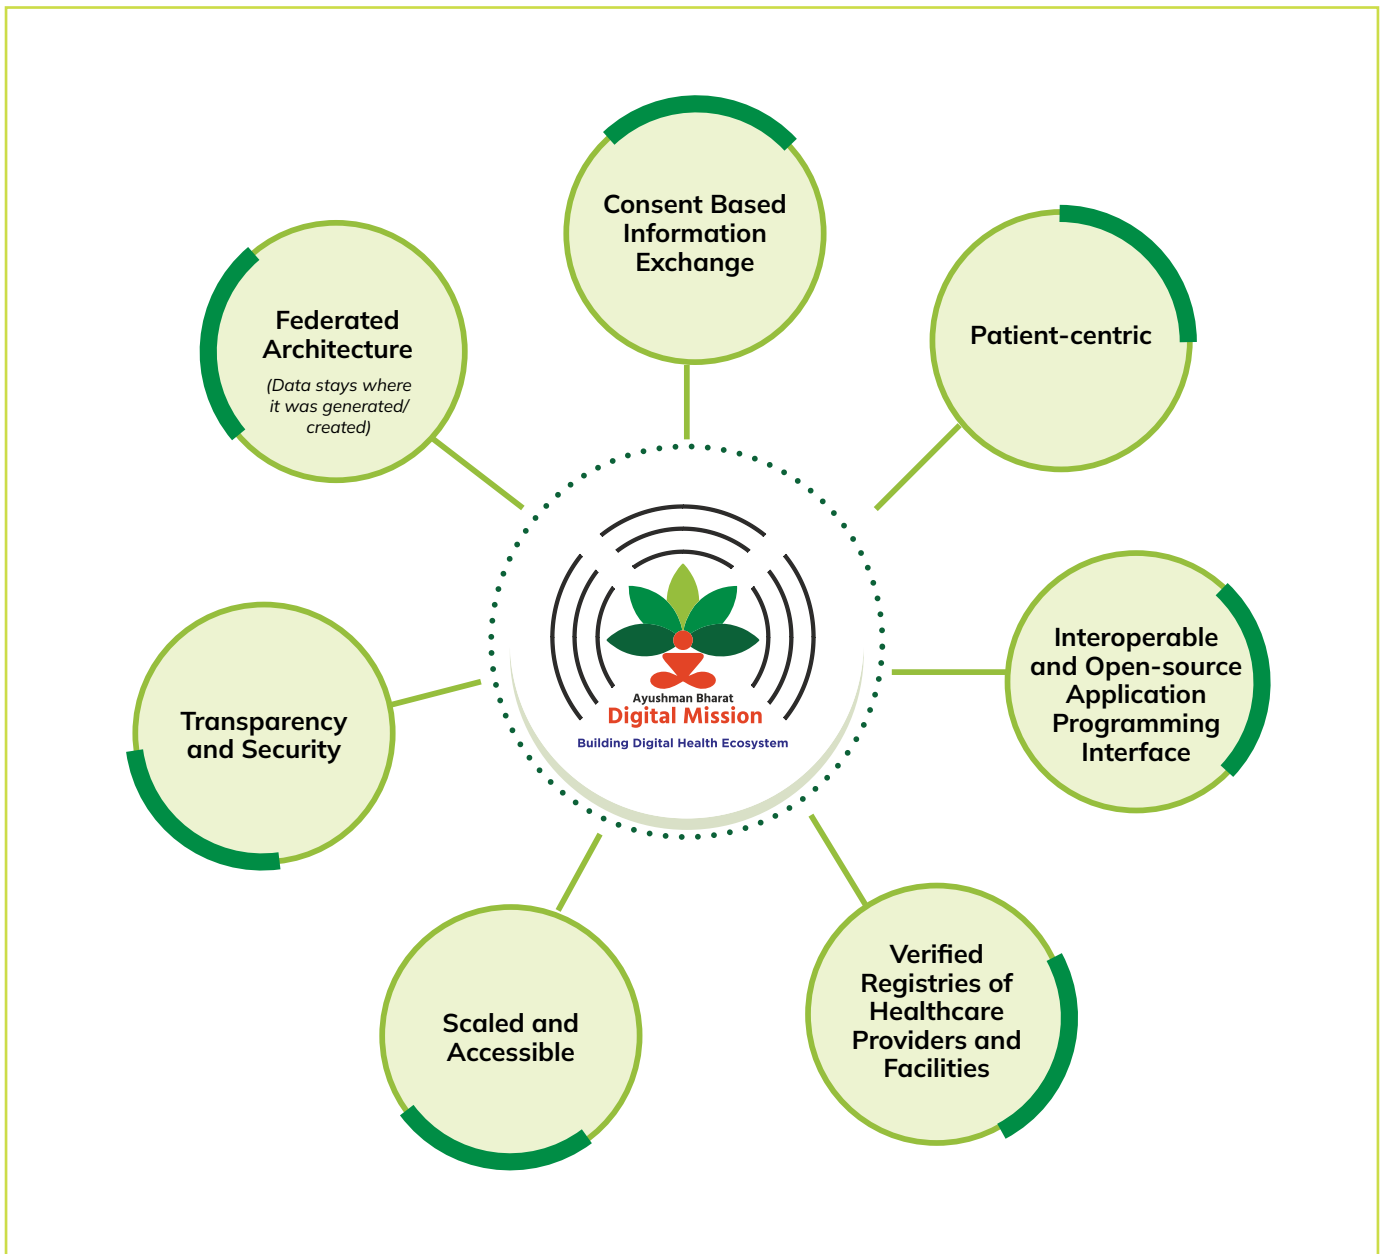 Consent Based
Information
Exchange
Patient-centric
Federated
Architecture
(Data stays where
it was generated/
created)
Interoperable
and Open-source
Application
Programming
Interface
Ayushman Bharat
Digital Mission
Building Digital Health Ecosystem
Transparency
and Security
Verified
Registries of
Healthcare
Providers and
Facilities
Scaled and
Accessible